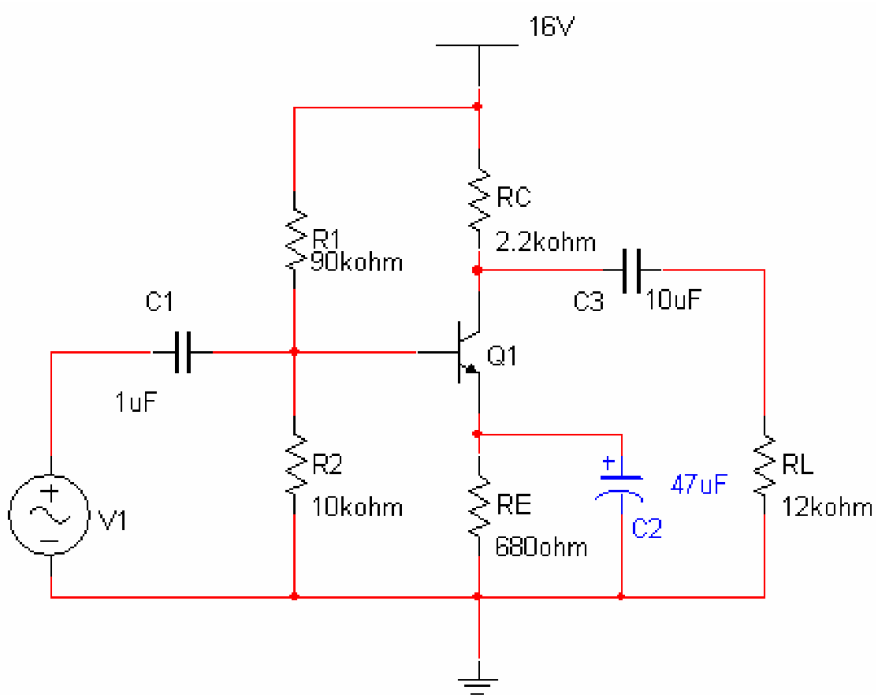 16V
RC
2.2kohm
R1
90kohm
C1
1uF
C3
10uF
Q1
R2
10kohm
V1
+
RE
680ohm
47uF
C2
RL
12kohm